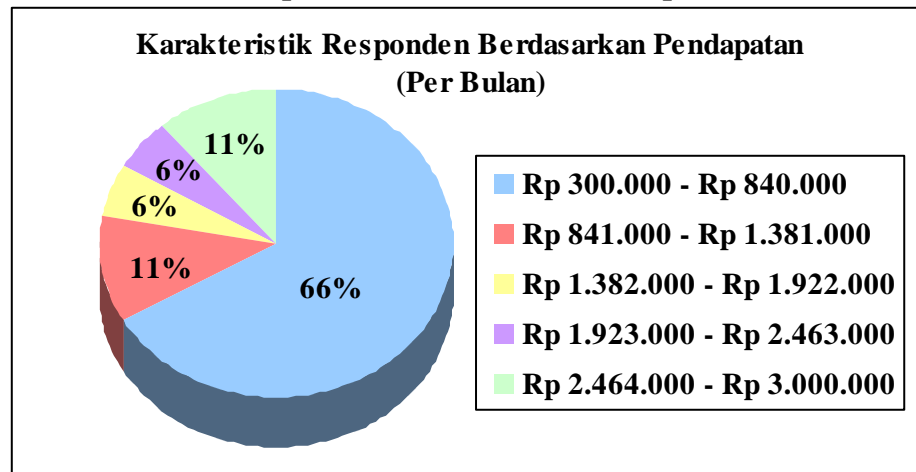 Karakteristik Responden Berdasarkan Pendapatan
(Per Bulan)
11%
6%
6%
11%
66%
Rp 300.000 - Rp 840.000
Rp 841.000 - Rp 1.381.000
Rp 1.382.000 - Rp 1.922.000
Rp 1.923.000 - Rp 2.463.000
Rp 2.464.000 - Rp 3.000.000